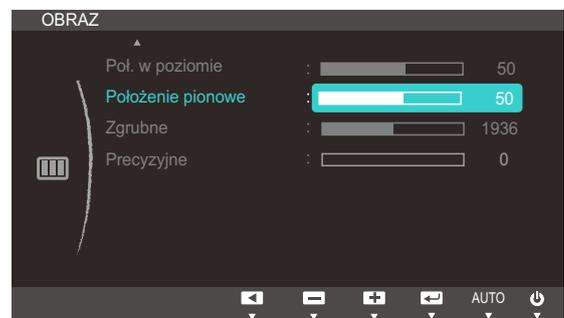 OBRAZ
Poł. w poziomie : 50
Położenie pionowe : 50
Zgrubne : 1936
Precyzyjne : 0
AUTO